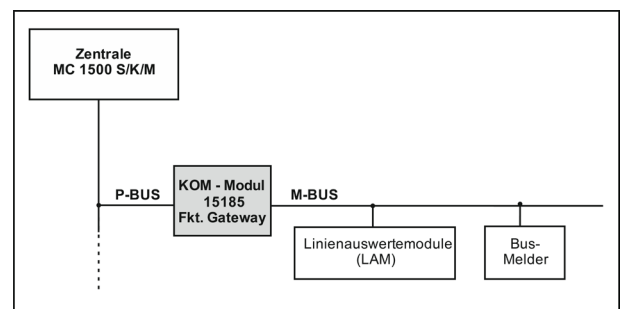 Zentrale
MC 1500 S/K/M
P-BUS
KOM - Modul
15185
Fkt. Gateway
M-BUS
Linienauswertemodule
(LAM)
Bus-
Melder